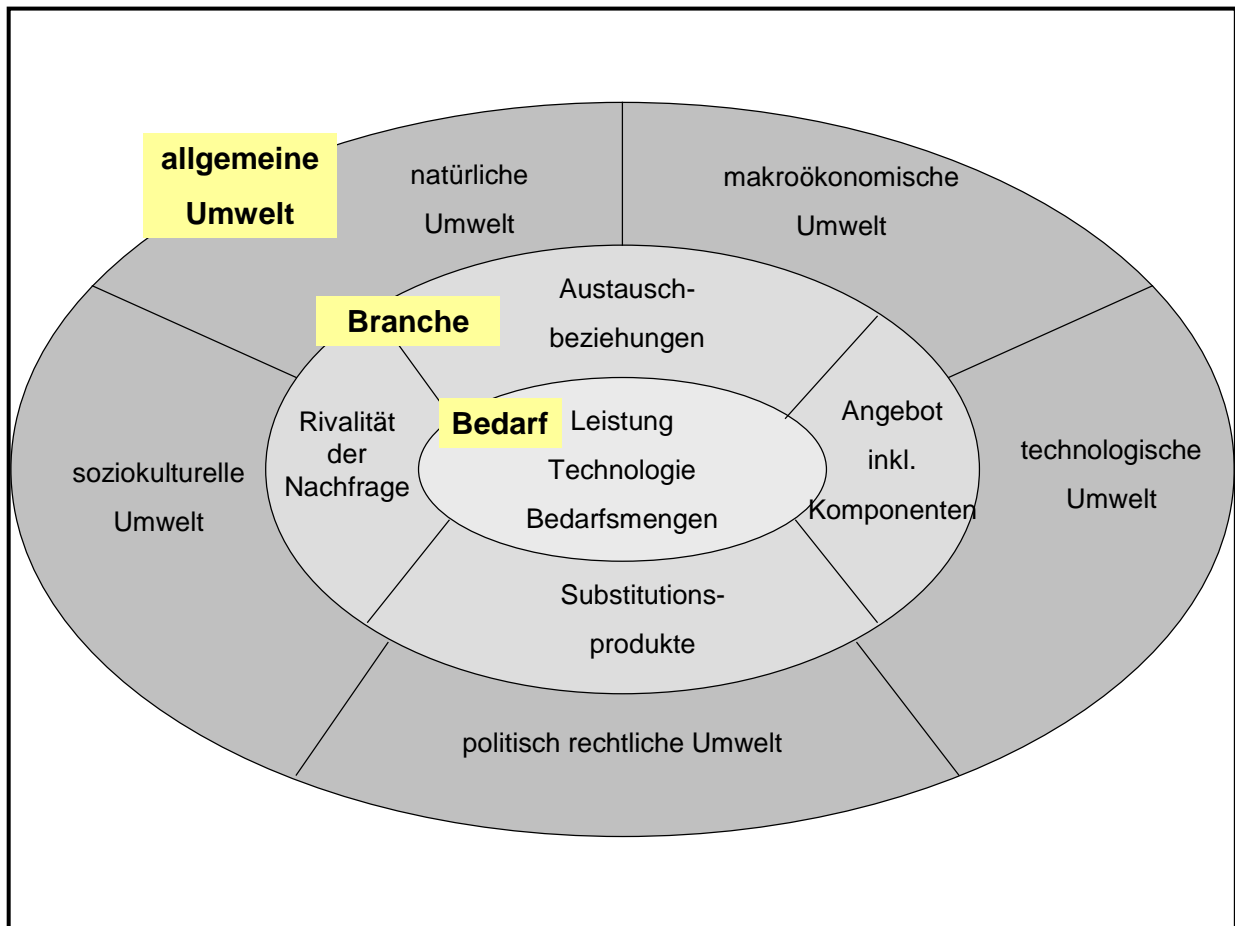 allgemeine
Umwelt
natürliche
Umwelt
makroökonomische
Umwelt
Austausch-
beziehungen
Branche
Rivalität
der
Nachfrage
Bedarf
Leistung
Technologie
Bedarfsmengen
Angebot
inkl.
Komponenten
soziokulturelle
Umwelt
technologische
Umwelt
Substitutions-
produkte
politisch rechtliche Umwelt